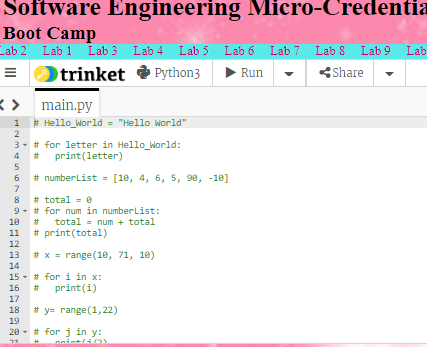 Software Engineering Micro-Credentia
Boot Camp
Lab 2 Lab 1 Lab 3 Lab 4 Lab 5 Lab 6 Lab 7 Lab 8 Lab 9 Lab
trinket Python3 Run Share
main.py
1 # Hello_World = "Hello World"
2
3 # for letter in Hello_World:
4 #   print(letter)
5
6 # numberList = [10, 4, 6, 5, 90, -10]
7
8 # total = 0
9 # for num in numberList:
10 #   total = num + total
11 # print(total)
12
13 # x = range(10, 71, 10)
14
15 # for i in x:
16 #   print(i)
17
18 # y= range(1,22)
19
20 # for j in y:
21 #   print(j/2)